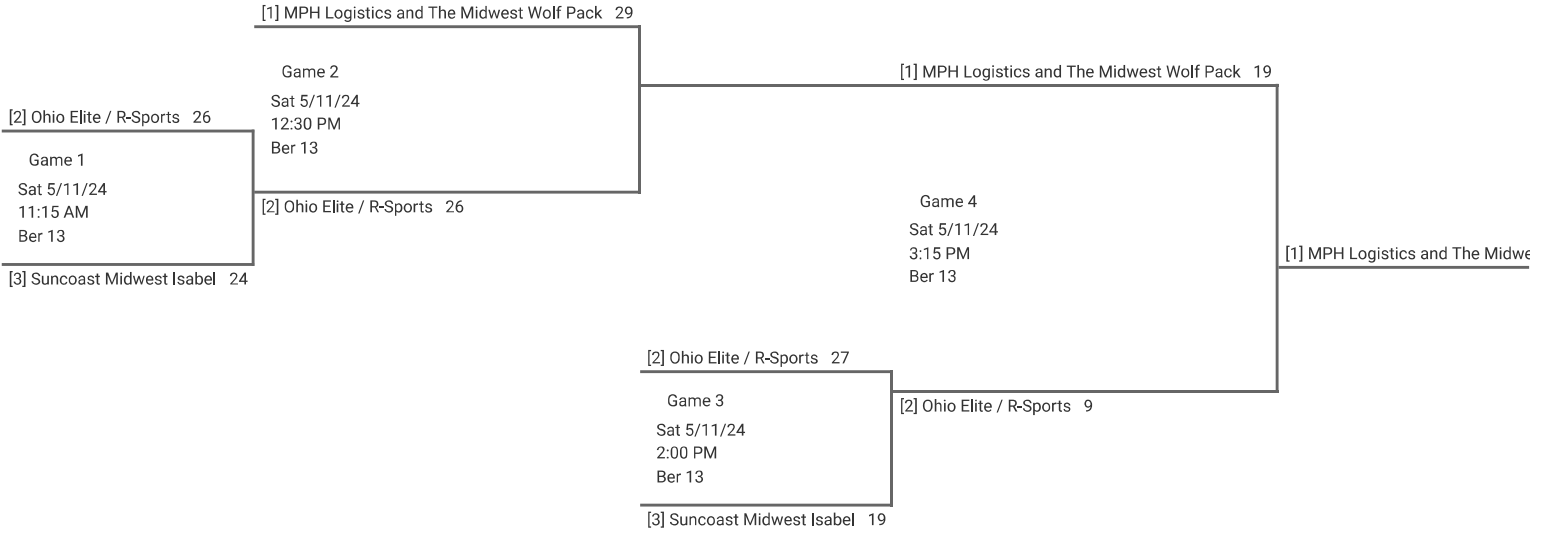 [1] MPH Logistics and The Midwest Wolf Pack 29
Game 2
Sat 5/11/24
12:30 PM
Ber 13
[2] Ohio Elite / R-Sports 26
Game 1
Sat 5/11/24
11:15 AM
Ber 13
[3] Suncoast Midwest Isabel 24
[2] Ohio Elite / R-Sports 26
[1] MPH Logistics and The Midwest Wolf Pack 19
Game 4
Sat 5/11/24
3:15 PM
Ber 13
[1] MPH Logistics and The Midwe
[2] Ohio Elite / R-Sports 27
Game 3
Sat 5/11/24
2:00 PM
Ber 13
[3] Suncoast Midwest Isabel 19
[2] Ohio Elite / R-Sports 9